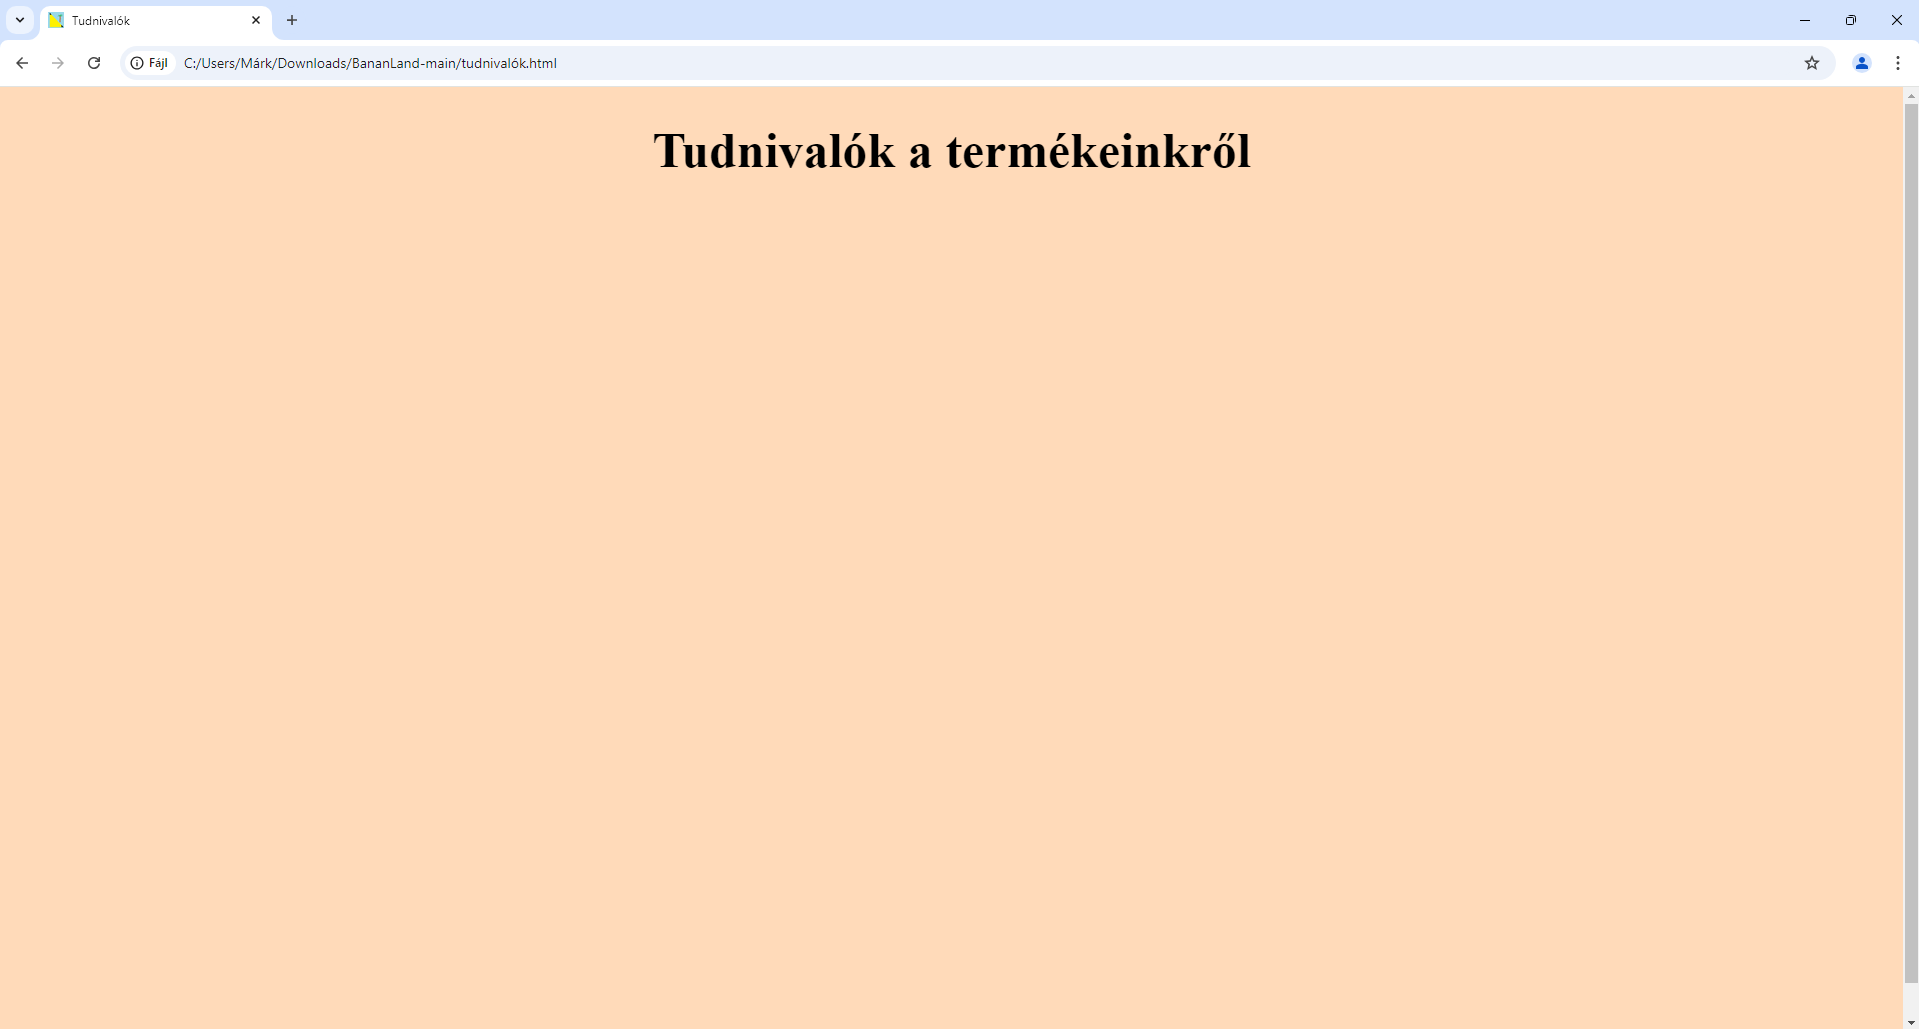 Tudnivalók
Fájl
C:/Users/Márk/Downloads/BananLand-main/tudnivalók.html
Tudnivalók a termékeinkről